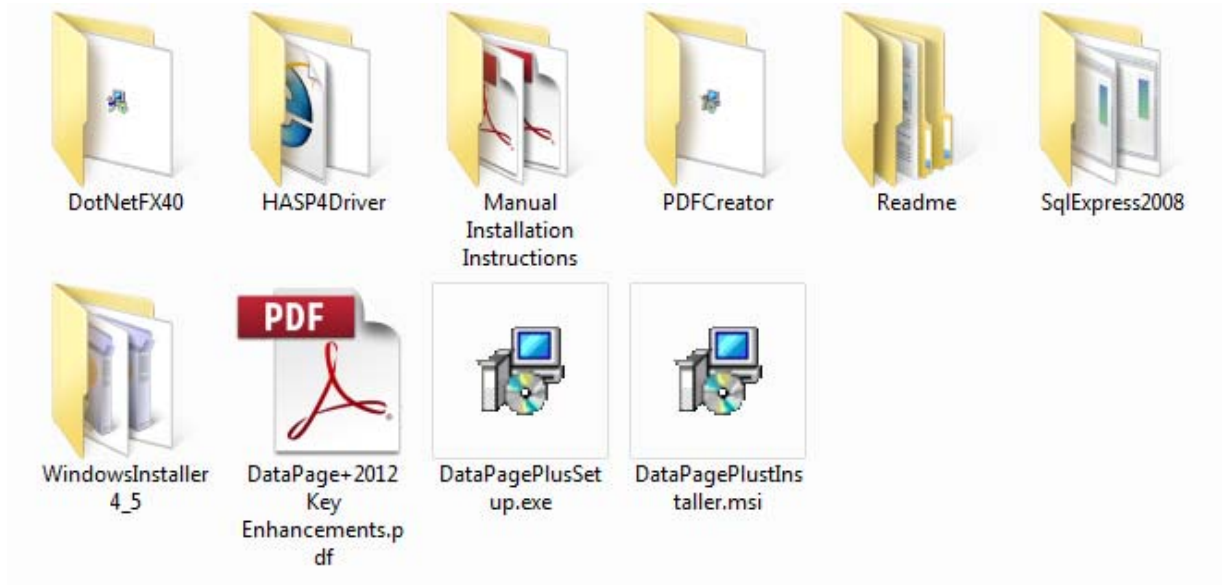 DotNetFX40
HASP4Driver
Manual
Installation
Instructions
PDFCreator
Readme
SqlExpress2008
WindowsInstaller
4_5
PDF
DataPage+2012
Key
Enhancements.p
df
DataPagePlusSet
up.exe
DataPagePlustIns
taller.msi